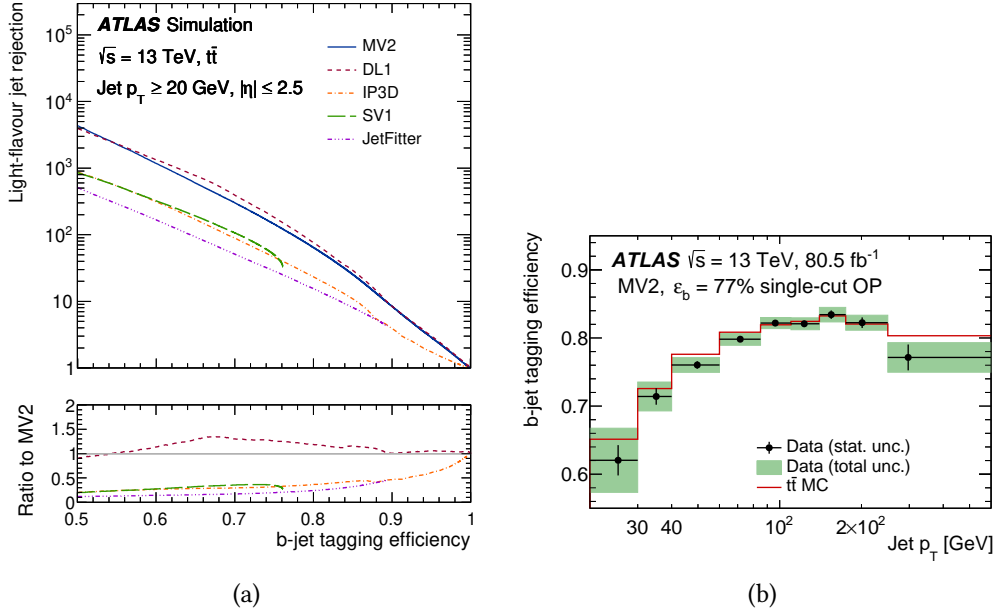 ATLAS Simulation
√s = 13 TeV, tt̄
Jet p_T ≥ 20 GeV, |η| ≤ 2.5
MV2
DL1
IP3D
SV1
JetFitter
Light-flavour jet rejection
10^5
10^4
10^3
10^2
10
1
Ratio to MV2
2
1.5
1
0.5
0
0.5 0.6 0.7 0.8 0.9 1
b-jet tagging efficiency
(a)
ATLAS √s = 13 TeV, 80.5 fb^-1
MV2, ε_b = 77% single-cut OP
b-jet tagging efficiency
0.9
0.8
0.7
0.6
Data (stat. unc.)
Data (total unc.)
tt̄ MC
30 40 10^2 2×10^2
Jet p_T [GeV]
(b)